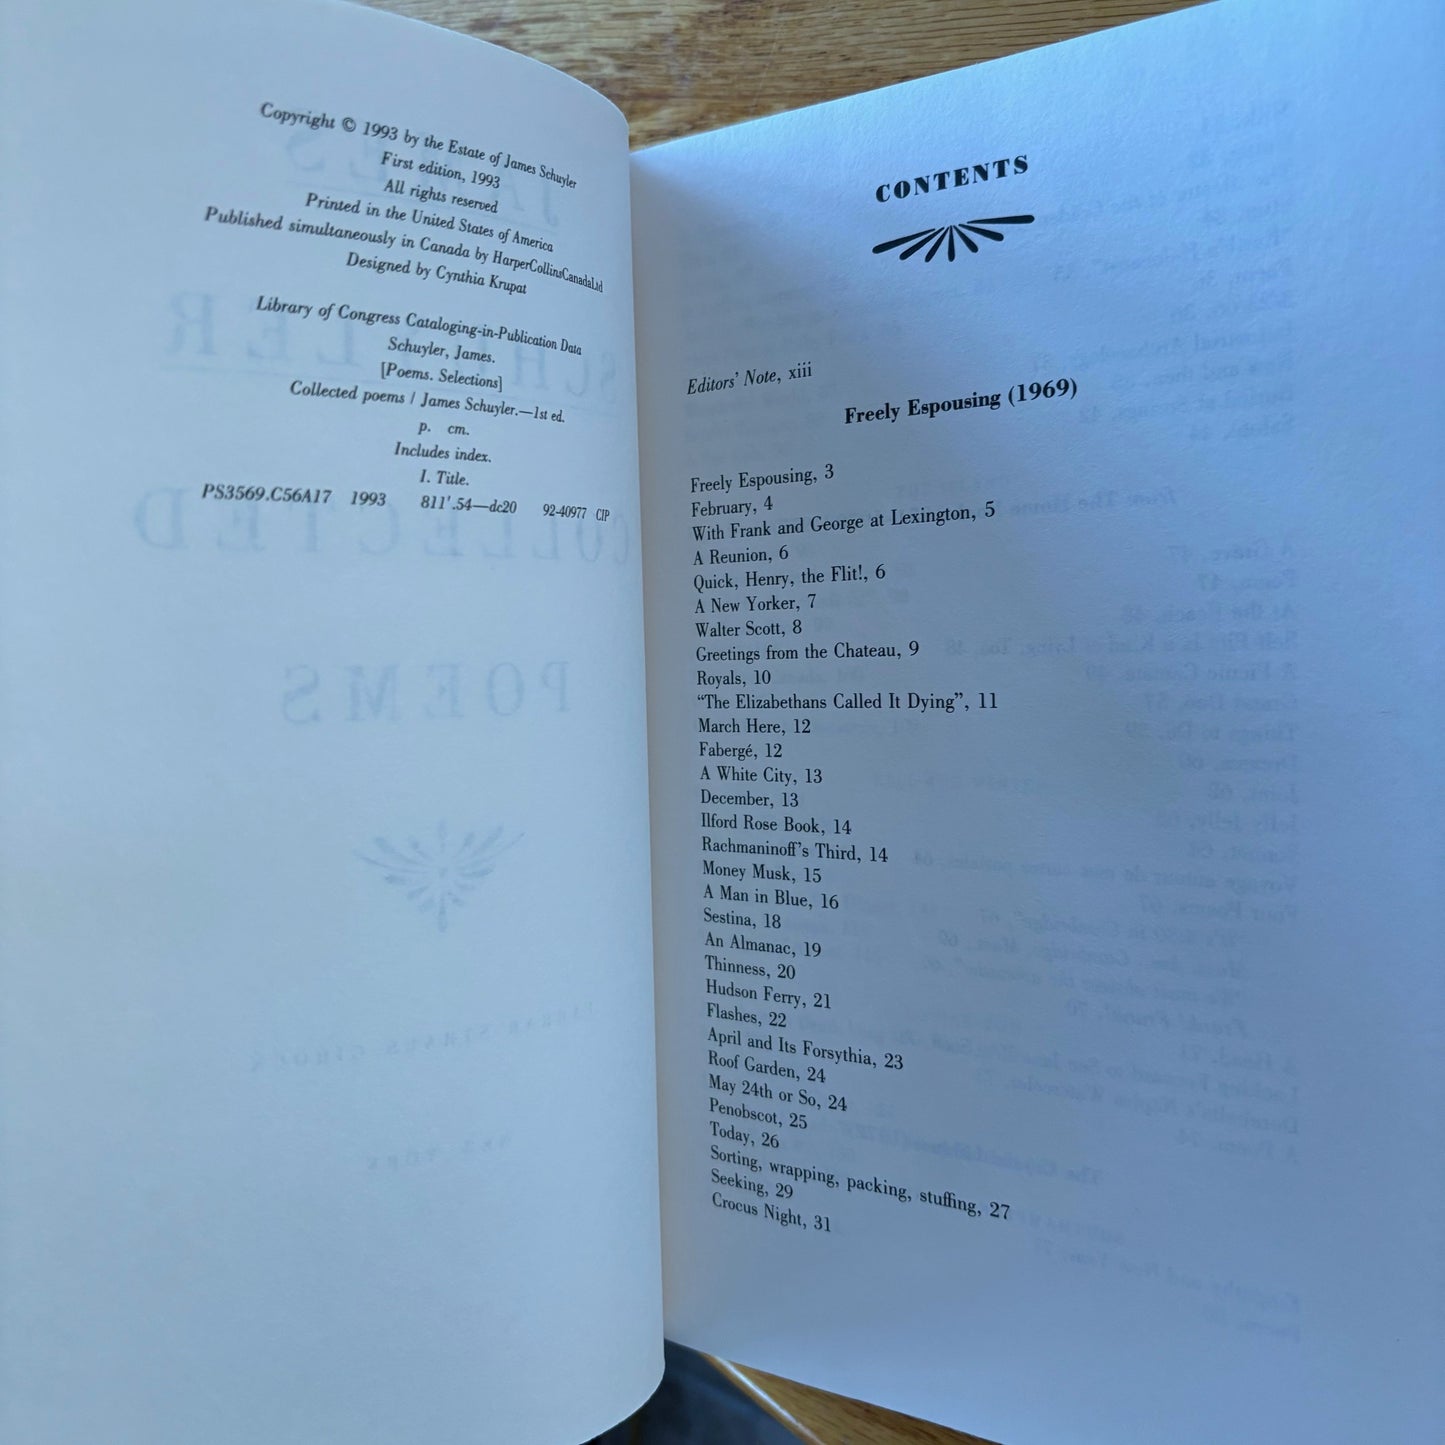 Copyright © 1993 by the Estate of James Schuyler
First edition, 1993
All rights reserved
Printed in the United States of America
Published simultaneously in Canada by HarperCollinsCanadaLtd
Designed by Cynthia Krupat
Library of Congress Cataloging-in-Publication Data
Schuyler, James.
[Poems. Selections]
Collected poems / James Schuyler.—1st ed.
p. cm.
Includes index.
I. Title.
PS3569.C56A17 1993 811'.54—dc20 92-40977 CIP
CONTENTS
Editors' Note, xiii
Freely Espousing (1969)
Freely Espousing, 3
February, 4
With Frank and George at Lexington, 5
A Reunion, 6
Quick, Henry, the Flit!, 6
A New Yorker, 7
Walter Scott, 8
Greetings from the Chateau, 9
Royals, 10
“The Elizabethans Called It Dying”, 11
March Here, 12
Fabergé, 12
A White City, 13
December, 13
Ilford Rose Book, 14
Rachmaninoff's Third, 14
Money Musk, 15
A Man in Blue, 16
Sestina, 18
An Almanac, 19
Thinness, 20
Hudson Ferry, 21
Flashes, 22
April and Its Forsythia, 23
Roof Garden, 24
May 24th or So, 24
Penobscot, 25
Today, 26
Sorting, wrapping, packing, stuffing, 27
Seeking, 29
Crocus Night, 31